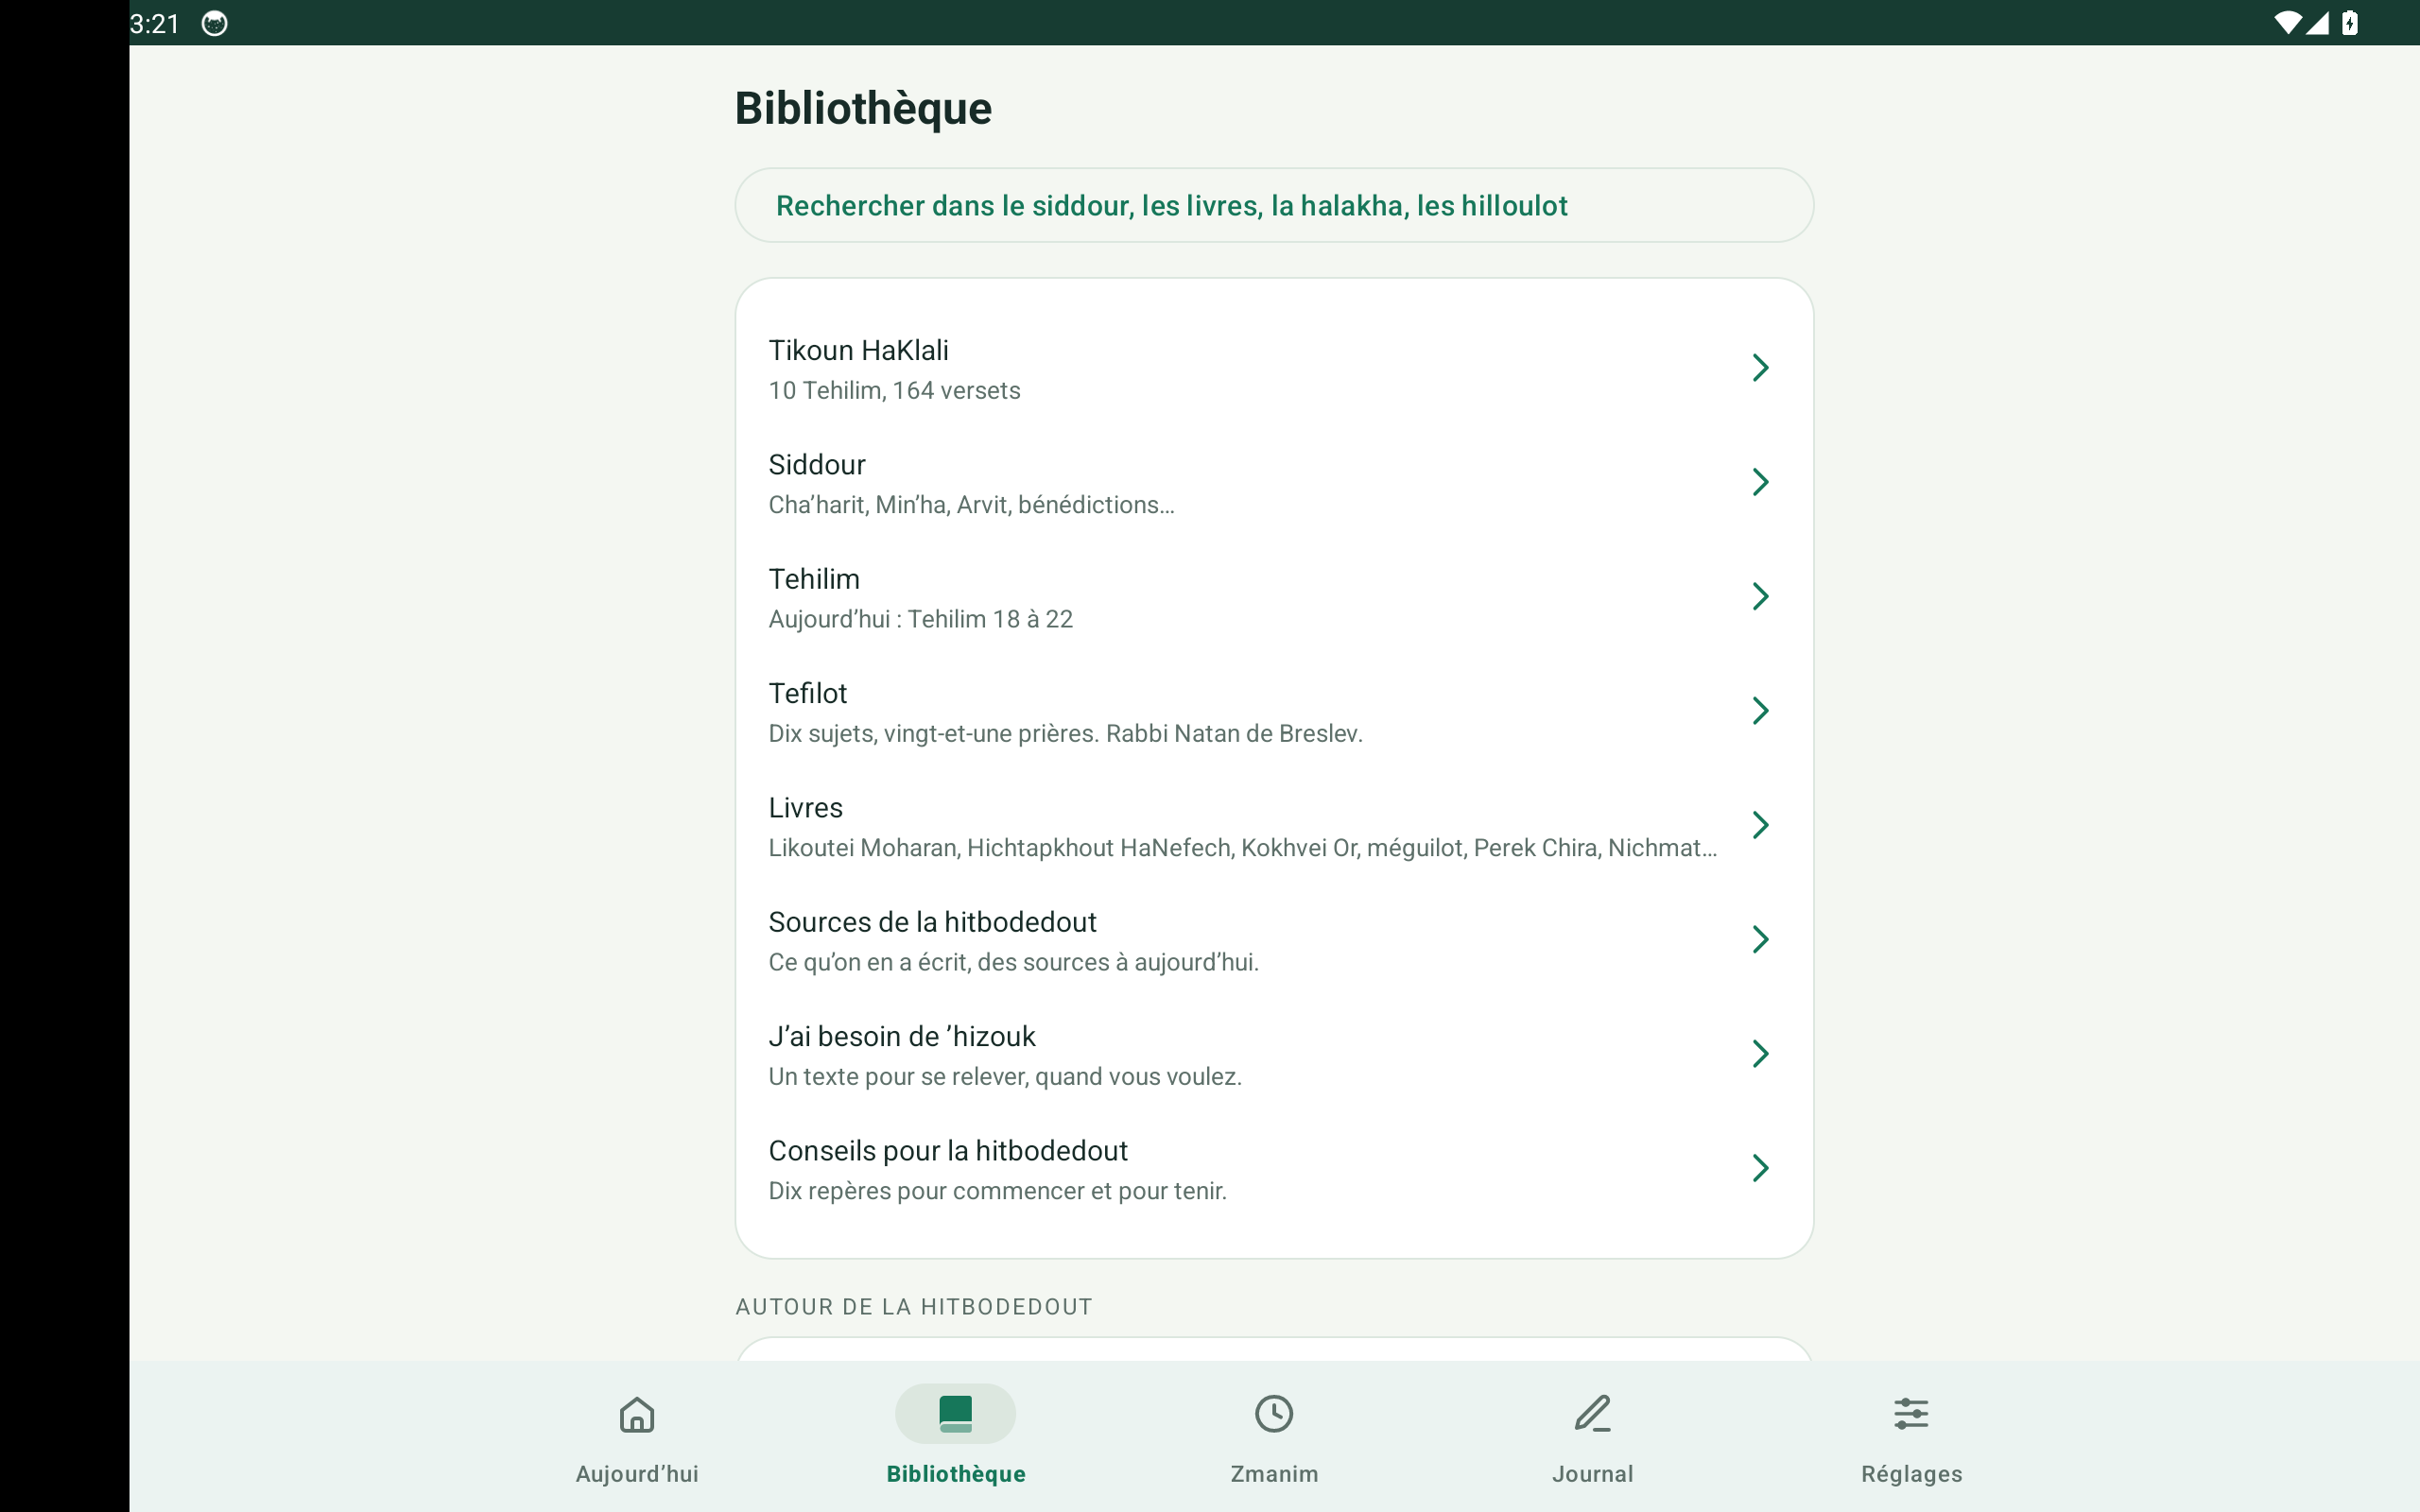 3:21
Bibliothèque
Rechercher dans le siddour, les livres, la halakha, les hilloulot
Tikoun HaKlali
10 Tehilim, 164 versets
Siddour
Cha’harit, Min’ha, Arvit, bénédictions…
Tehilim
Aujourd’hui : Tehilim 18 à 22
Tefilot
Dix sujets, vingt-et-une prières. Rabbi Natan de Breslev.
Livres
Likoutei Moharan, Hichtapkhout HaNefech, Kokhvei Or, méguilot, Perek Chira, Nichmat…
Sources de la hitbodedout
Ce qu’on en a écrit, des sources à aujourd’hui.
J’ai besoin de ’hizouk
Un texte pour se relever, quand vous voulez.
Conseils pour la hitbodedout
Dix repères pour commencer et pour tenir.
AUTOUR DE LA HITBODEDOUT
Aujourd’hui
Bibliothèque
Zmanim
Journal
Réglages